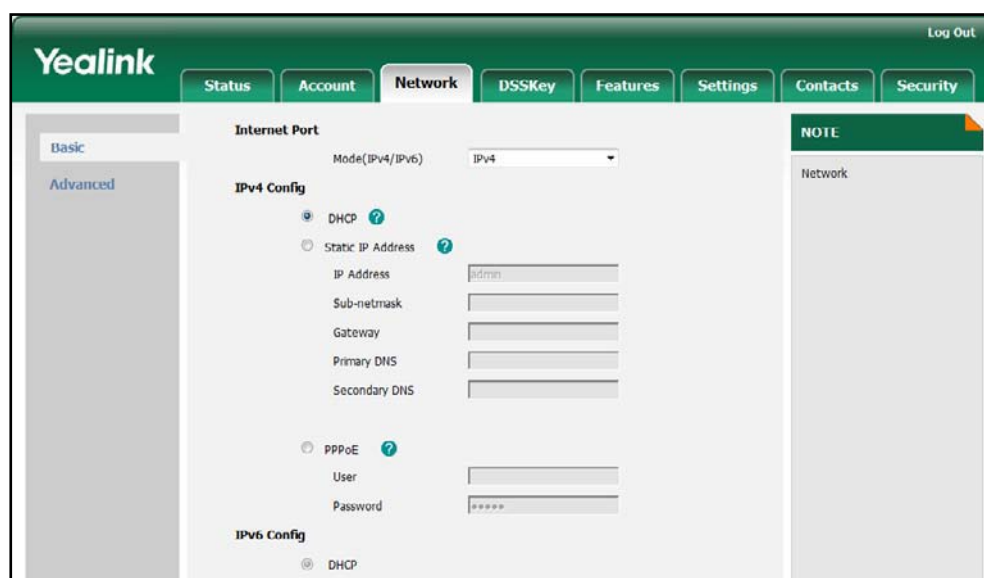 Log Out
Yealink
Status Account Network DSSKey Features Settings Contacts Security
Basic
Advanced
Internet Port
Mode(IPv4/IPv6) IPv4
IPv4 Config
DHCP ?
Static IP Address ?
IP Address admin
Sub-netmask
Gateway
Primary DNS
Secondary DNS
PPPoE ?
User
Password •••••
IPv6 Config
DHCP
NOTE
Network